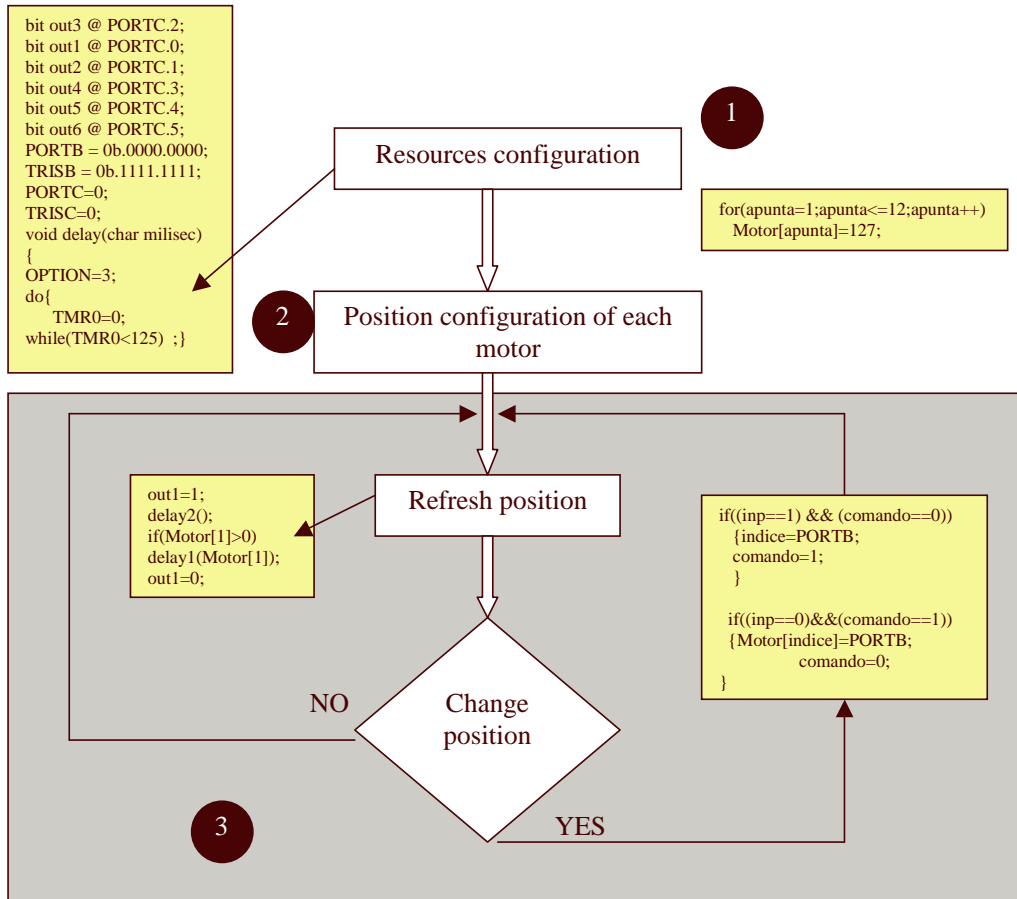 bit out3 @ PORTC.2;
bit out1 @ PORTC.0;
bit out2 @ PORTC.1;
bit out4 @ PORTC.3;
bit out5 @ PORTC.4;
bit out6 @ PORTC.5;
PORTB = 0b.0000.0000;
TRISB = 0b.1111.1111;
PORTC=0;
TRISC=0;
void delay(char milisec)
{
OPTION=3;
do{
TMR0=0;
while(TMR0<125) ;}
1
Resources configuration
for(apunta=1;apunta<=12;apunta++)
Motor[apunta]=127;
2
Position configuration of each
motor
Refresh position
out1=1;
delay2();
if(Motor[1]>0)
delay1(Motor[1]);
out1=0;
if((inp==1) && (comando==0))
{indice=PORTB;
comando=1;
}
if((inp==0)&&(comando==1))
{Motor[indice]=PORTB;
comando=0;
}
NO
Change
position
YES
3